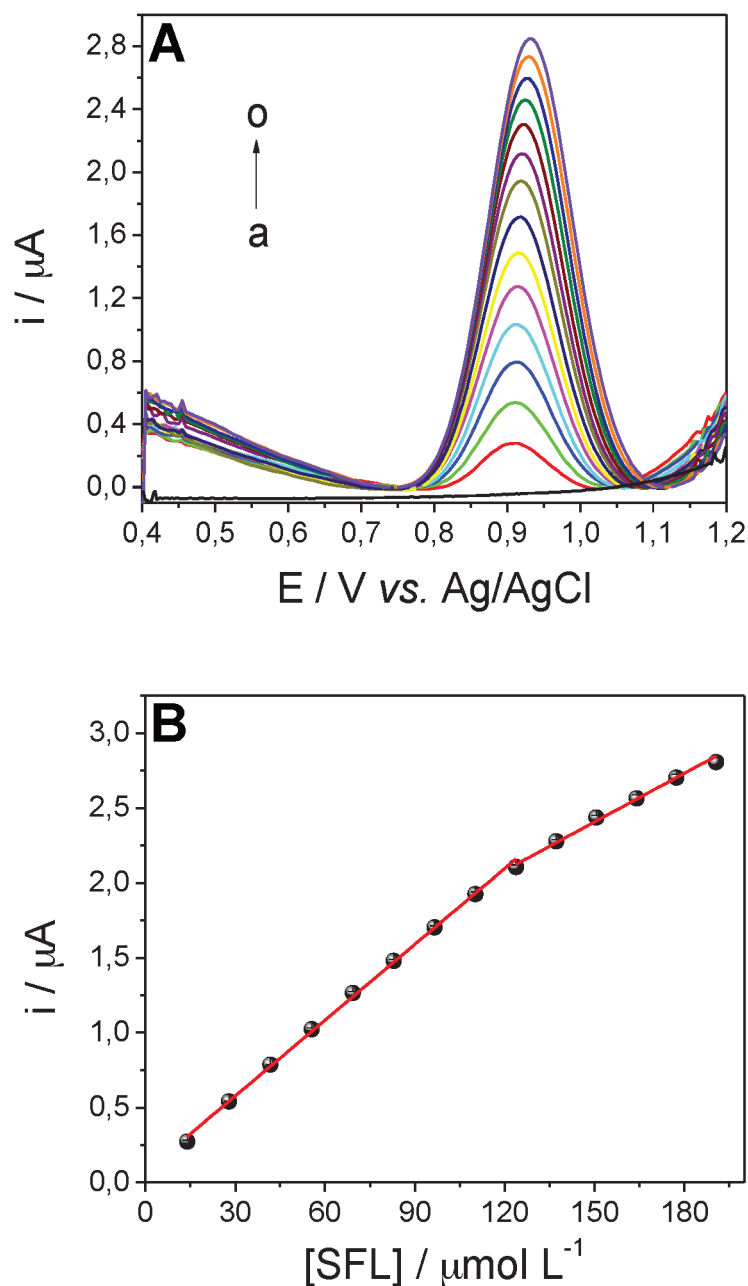 A
2,8
2,4
2,0
1,6
1,2
0,8
0,4
0,0
i / μA
o
a
0,4 0,5 0,6 0,7 0,8 0,9 1,0 1,1 1,2
E / V vs. Ag/AgCl
B
3,0
2,5
2,0
1,5
1,0
0,5
0,0
i / μA
0 30 60 90 120 150 180
[SFL] / μmol L⁻¹